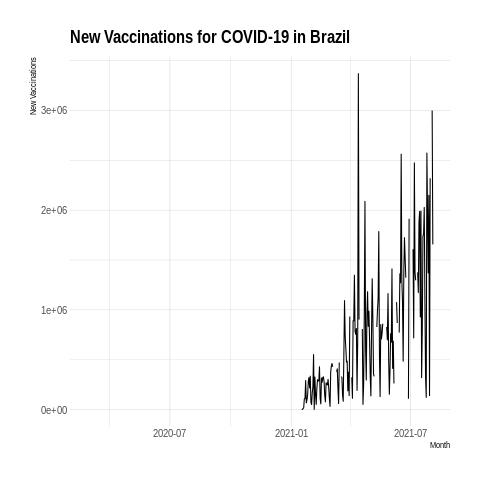 New Vaccinations for COVID-19 in Brazil
New Vaccinations
3e+06
2e+06
1e+06
0e+00
2020-07
2021-01
2021-07
Month